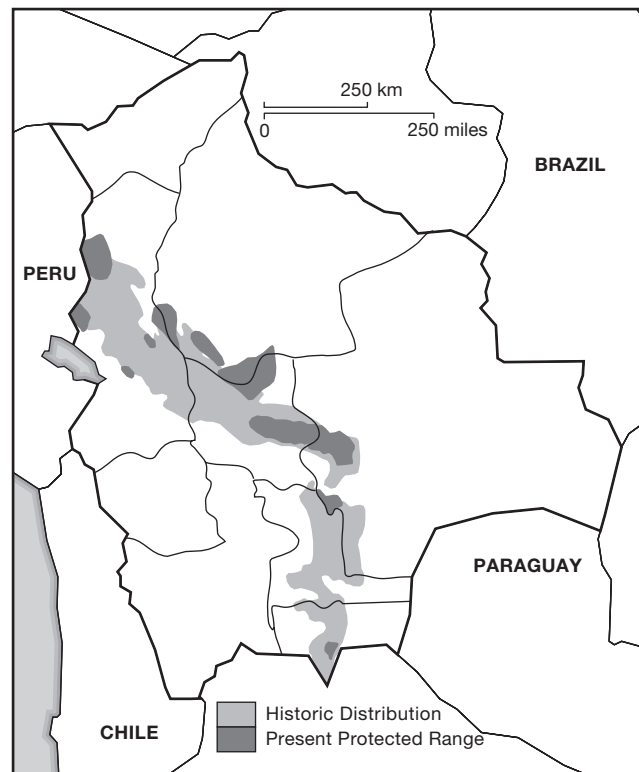 250 km
0 250 miles
BRAZIL
PERU
PARAGUAY
Historic Distribution
CHILE
Present Protected Range